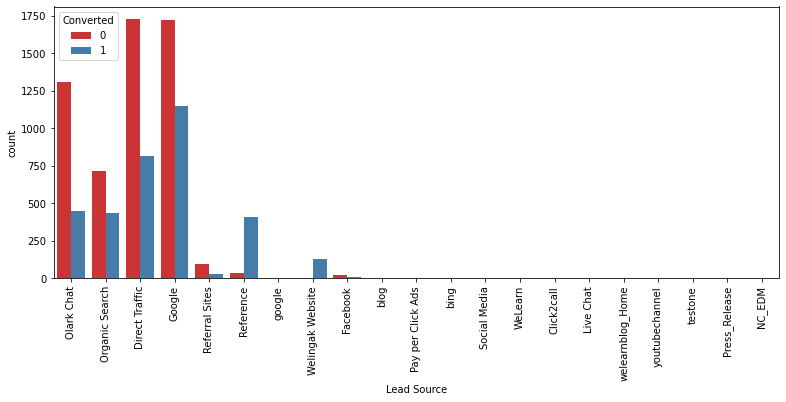 Converted
0
1
1750
1500
1250
1000
750
500
250
0
count
Olark Chat
Organic Search
Direct Traffic
Google
Referral Sites
Reference
google
Welingak Website
Facebook
blog
Pay per Click Ads
bing
Social Media
WeLearn
Click2call
Live Chat
welearnblog_Home
youtubechannel
testone
Press_Release
NC_EDM
Lead Source